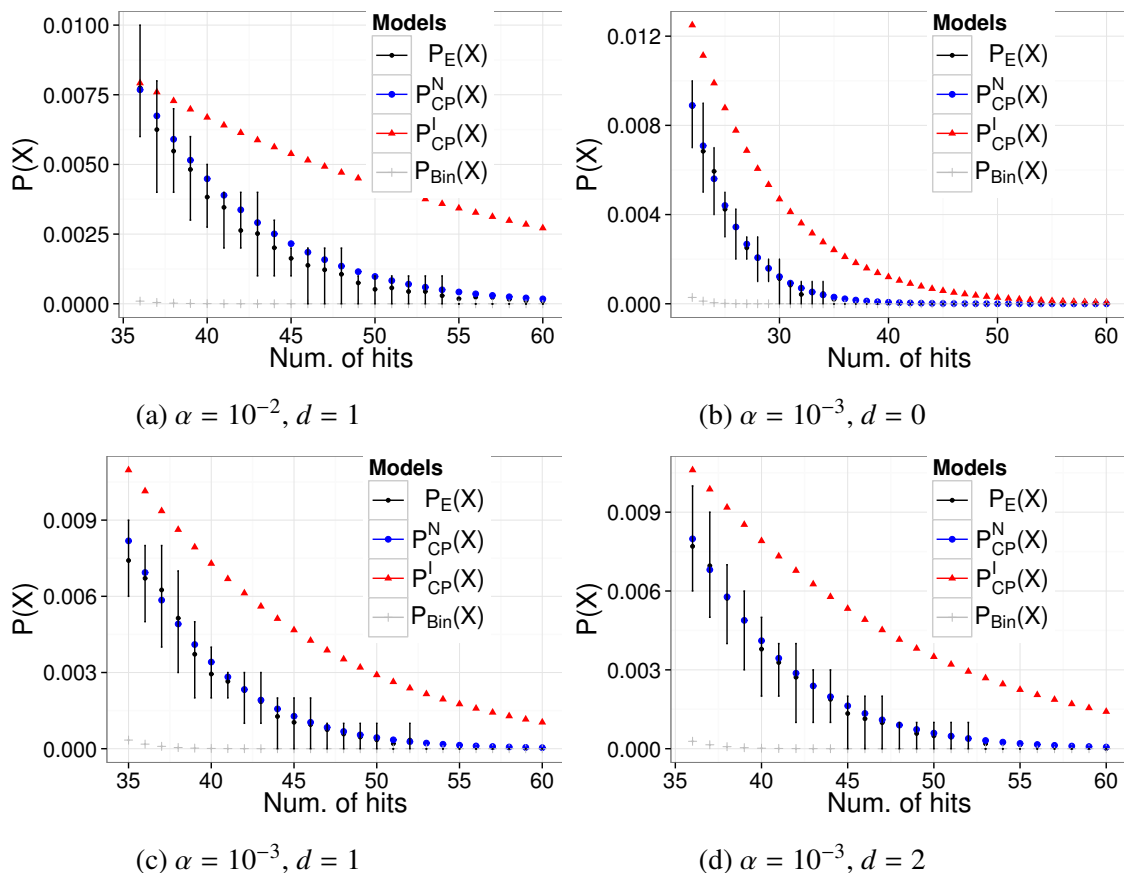 0.0100
0.0075
0.0050
0.0025
0.0000
P(X)
35 40 45 50 55 60
Num. of hits
Models
P_E(X)
P^N_CP(X)
P^I_CP(X)
P_Bin(X)
(a) α = 10⁻², d = 1
0.012
0.008
0.004
0.000
P(X)
30 40 50 60
Num. of hits
Models
P_E(X)
P^N_CP(X)
P^I_CP(X)
P_Bin(X)
(b) α = 10⁻³, d = 0
0.009
0.006
0.003
0.000
P(X)
35 40 45 50 55 60
Num. of hits
Models
P_E(X)
P^N_CP(X)
P^I_CP(X)
P_Bin(X)
(c) α = 10⁻³, d = 1
0.009
0.006
0.003
0.000
P(X)
35 40 45 50 55 60
Num. of hits
Models
P_E(X)
P^N_CP(X)
P^I_CP(X)
P_Bin(X)
(d) α = 10⁻³, d = 2